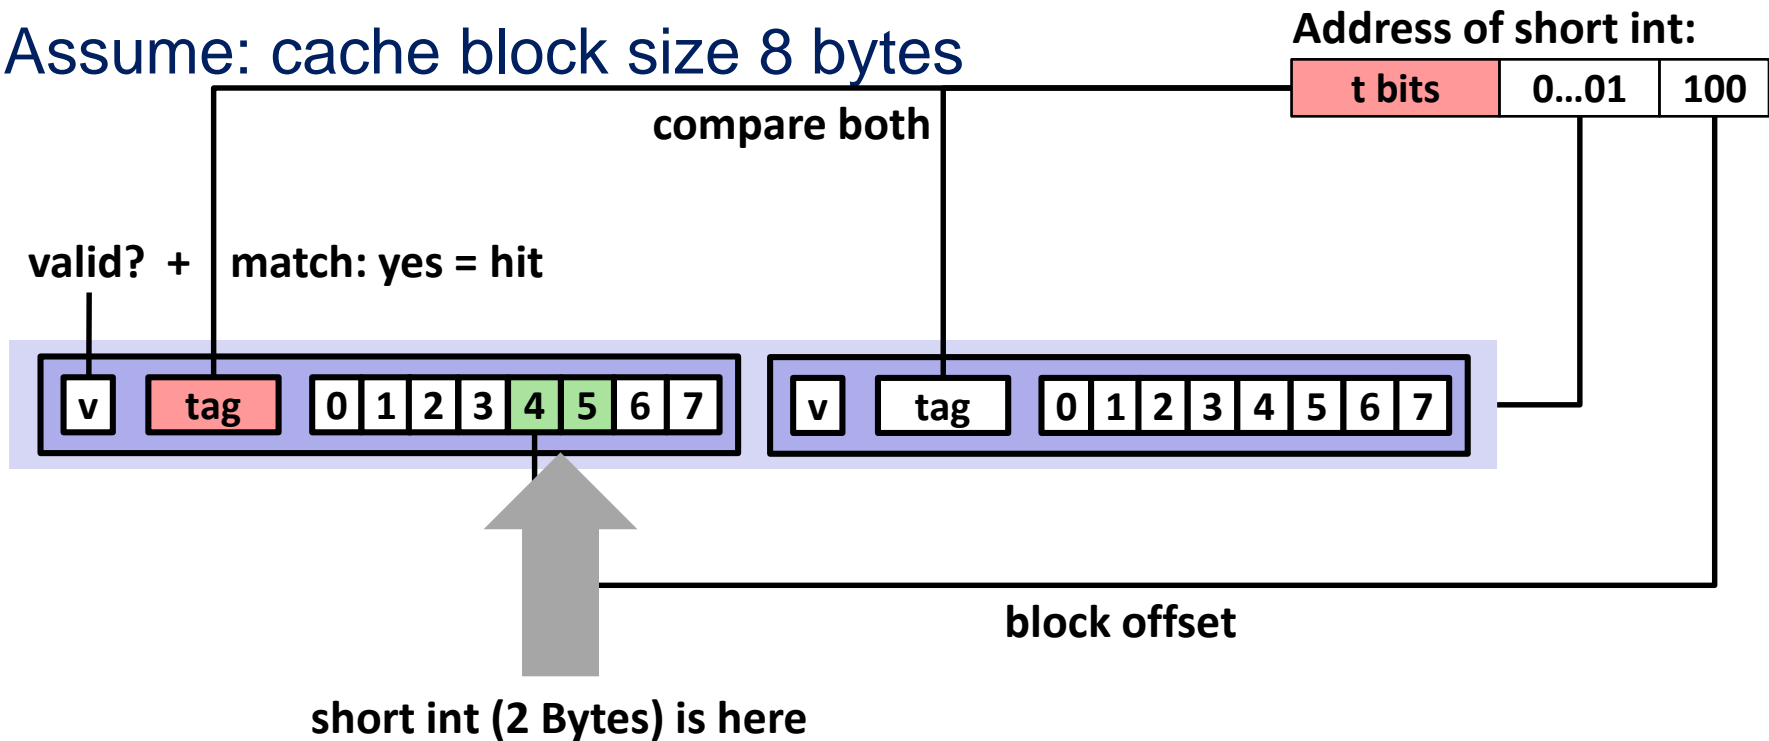 Assume: cache block size 8 bytes
Address of short int:
t bits 0...01 100
compare both
valid? + match: yes = hit
v tag 0 1 2 3 4 5 6 7 v tag 0 1 2 3 4 5 6 7
block offset
short int (2 Bytes) is here